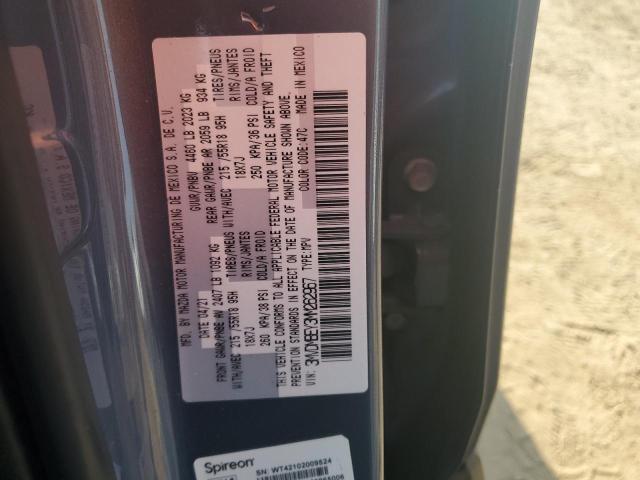 MFD. BY MAZDA MOTOR MANUFACTURING DE MEXICO S.A. DE C.V.
DATE 04/21 GVWR/PNBV 4460 LB 2023 KG
FRONT GAWR/PNBE AV 2407 LB 1092 KG REAR GAWR/PNBE AR 2059 LB 934 KG
WITH/AVEC 215 /55R18 95H TIRES/PNEUS WITH/AVEC 215 /55R18 95H TIRES/PNEUS
18X7J RIMS/JANTES 18X7J RIMS/JANTES
260 KPA/38 PSI COLD/A FROID 250 KPA/36 PSI COLD/A FROID
THIS VEHICLE CONFORMS TO ALL APPLICABLE FEDERAL MOTOR VEHICLE SAFETY AND THEFT
PREVENTION STANDARDS IN EFFECT ON THE DATE OF MANUFACTURE SHOWN ABOVE.
COLOR CODE: 47C MADE IN MEXICO
VIN: 3MVDMBEY3MM262967 TYPE: MPV
Spireon
SN: WT42102009524